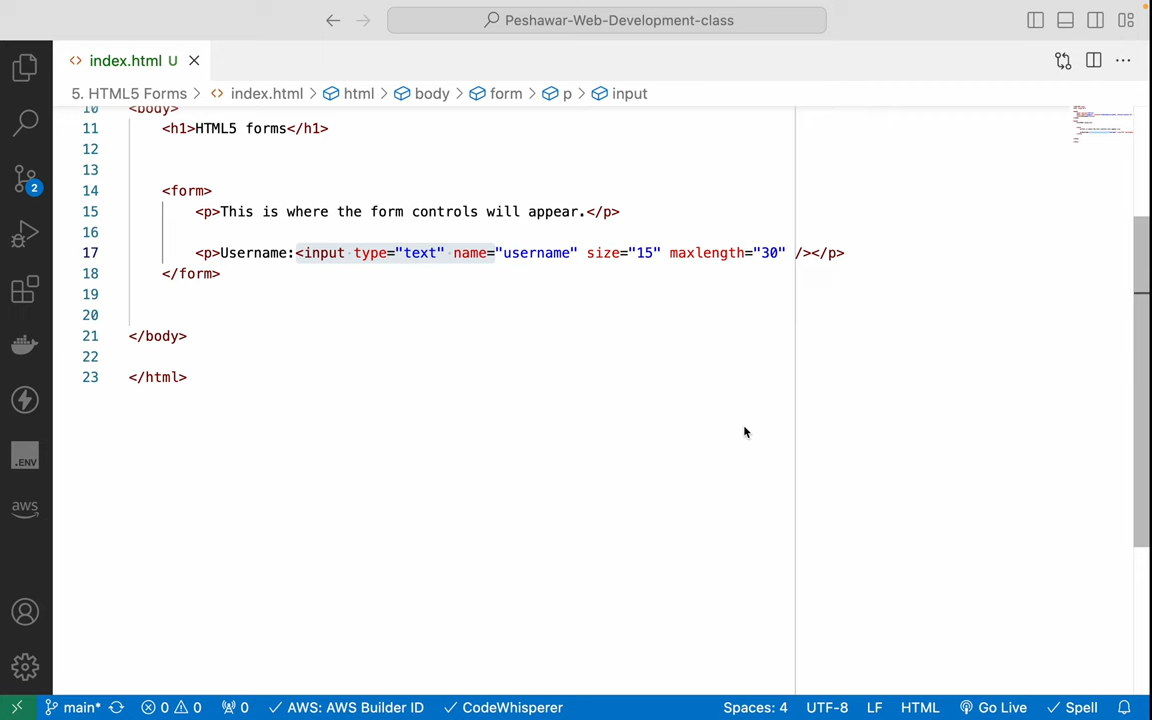 Peshawar-Web-Development-class
index.html U
5. HTML5 Forms > index.html > html > body > form > p > input
10 <body>
11 <h1>HTML5 forms</h1>
12
13
14 <form>
15 <p>This is where the form controls will appear.</p>
16
17 <p>Username:<input type="text" name="username" size="15" maxlength="30" /></p>
18 </form>
19
20
21 </body>
22
23 </html>
2
.ENV
aws
main* 0 0 0 AWS: AWS Builder ID CodeWhisperer Spaces: 4 UTF-8 LF HTML Go Live Spell